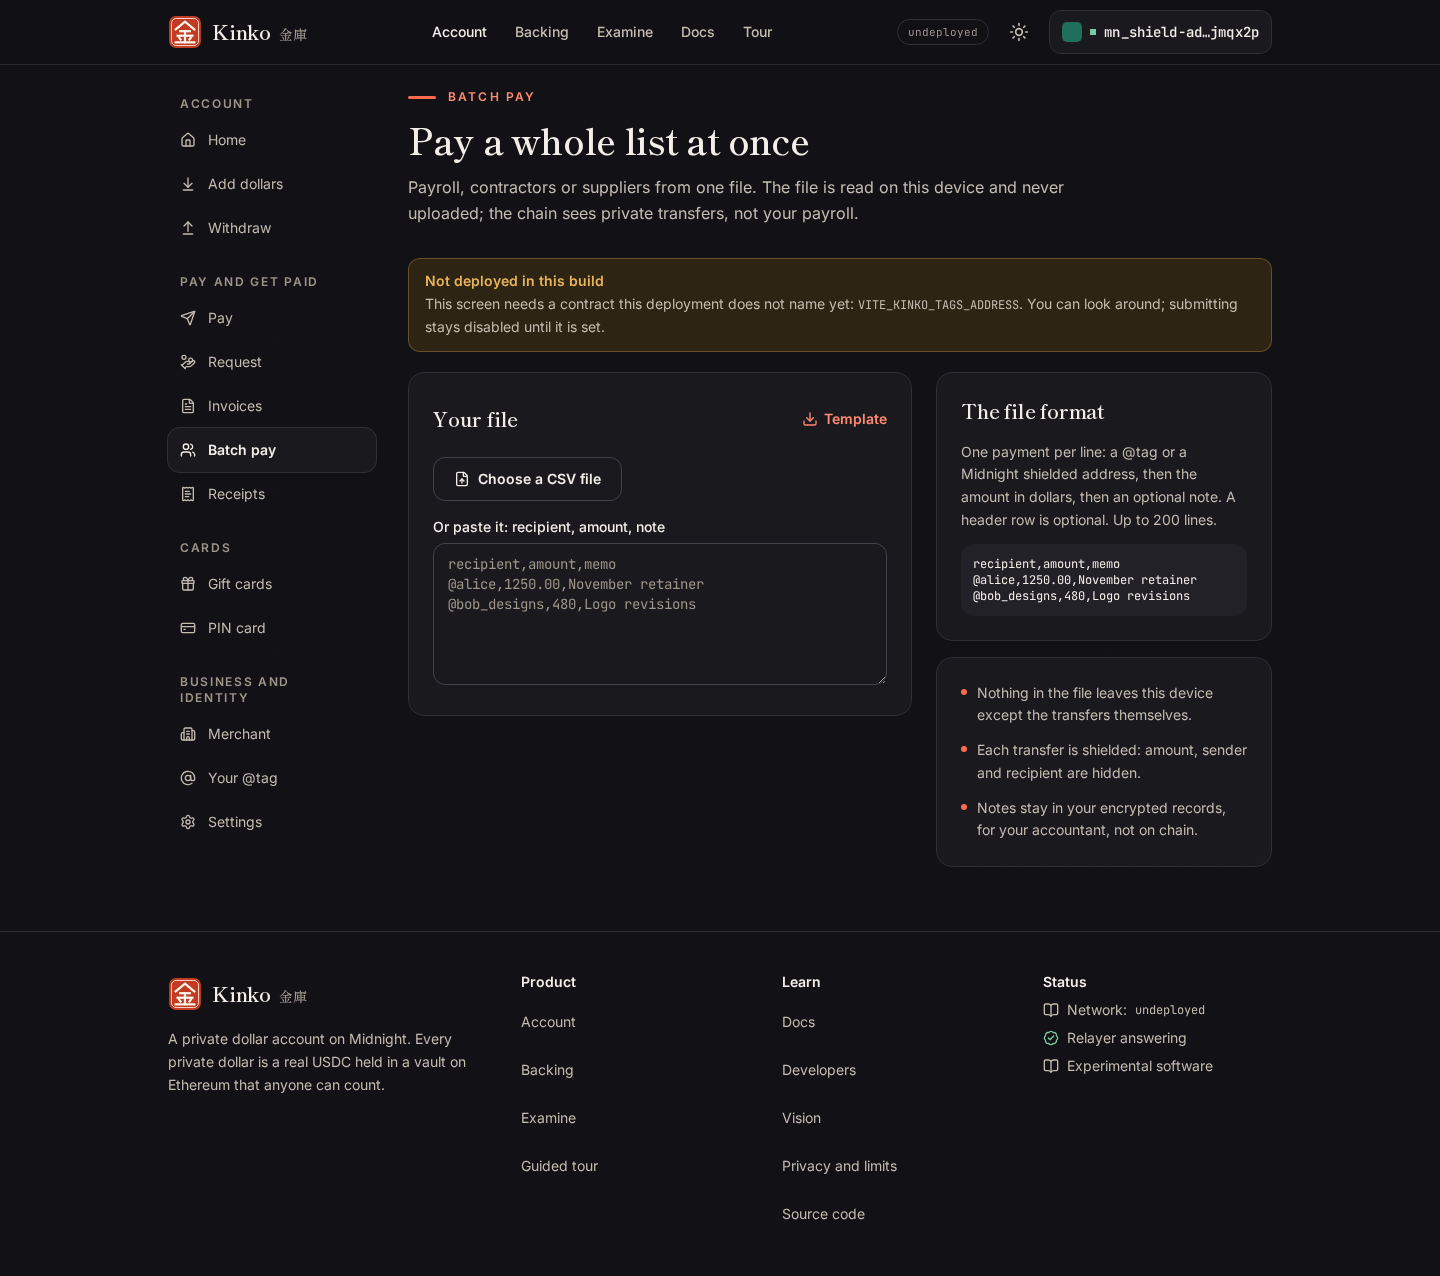 金 Kinko 金庫
Account
Backing
Examine
Docs
Tour
undeployed
mn_shield-ad…jmqx2p
ACCOUNT
Home
Add dollars
Withdraw
PAY AND GET PAID
Pay
Request
Invoices
Batch pay
Receipts
CARDS
Gift cards
PIN card
BUSINESS AND
IDENTITY
Merchant
Your @tag
Settings
BATCH PAY
Pay a whole list at once
Payroll, contractors or suppliers from one file. The file is read on this device and never
uploaded; the chain sees private transfers, not your payroll.
Not deployed in this build
This screen needs a contract this deployment does not name yet: VITE_KINKO_TAGS_ADDRESS. You can look around; submitting
stays disabled until it is set.
Your file
Template
Choose a CSV file
Or paste it: recipient, amount, note
recipient,amount,memo
@alice,1250.00,November retainer
@bob_designs,480,Logo revisions
The file format
One payment per line: a @tag or a
Midnight shielded address, then the
amount in dollars, then an optional note. A
header row is optional. Up to 200 lines.
recipient,amount,memo
@alice,1250.00,November retainer
@bob_designs,480,Logo revisions
Nothing in the file leaves this device
except the transfers themselves.
Each transfer is shielded: amount, sender
and recipient are hidden.
Notes stay in your encrypted records,
for your accountant, not on chain.
金 Kinko 金庫
A private dollar account on Midnight. Every
private dollar is a real USDC held in a vault on
Ethereum that anyone can count.
Product
Account
Backing
Examine
Guided tour
Learn
Docs
Developers
Vision
Privacy and limits
Source code
Status
Network: undeployed
Relayer answering
Experimental software